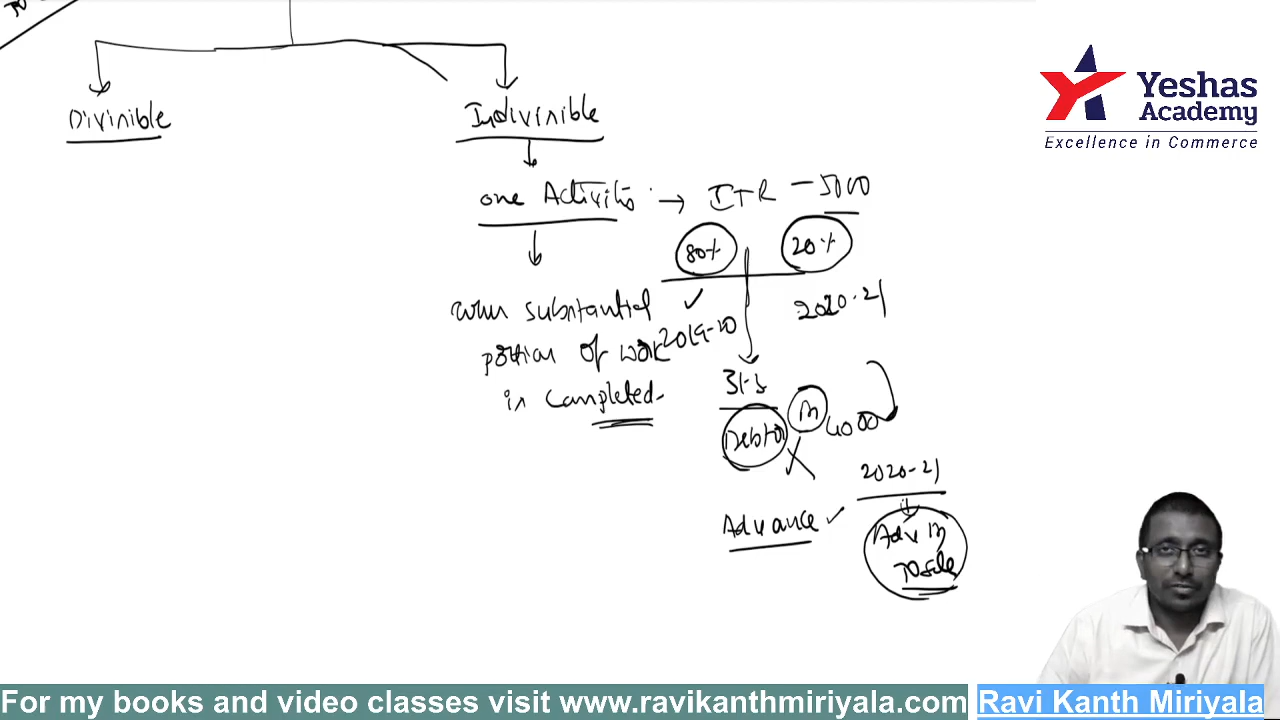 Yeshas
Academy
Excellence in Commerce
Divisible
Indivisible
one Activity → ITR - 5000
80% 20%
when substantial
portion of work
is completed
2019-20
2020-21
31-3
Debtor
4000
2020-21
Advance ✓
Adv
To Sale
For my books and video classes visit www.ravikanthmiriyala.com Ravi Kanth Miriyala